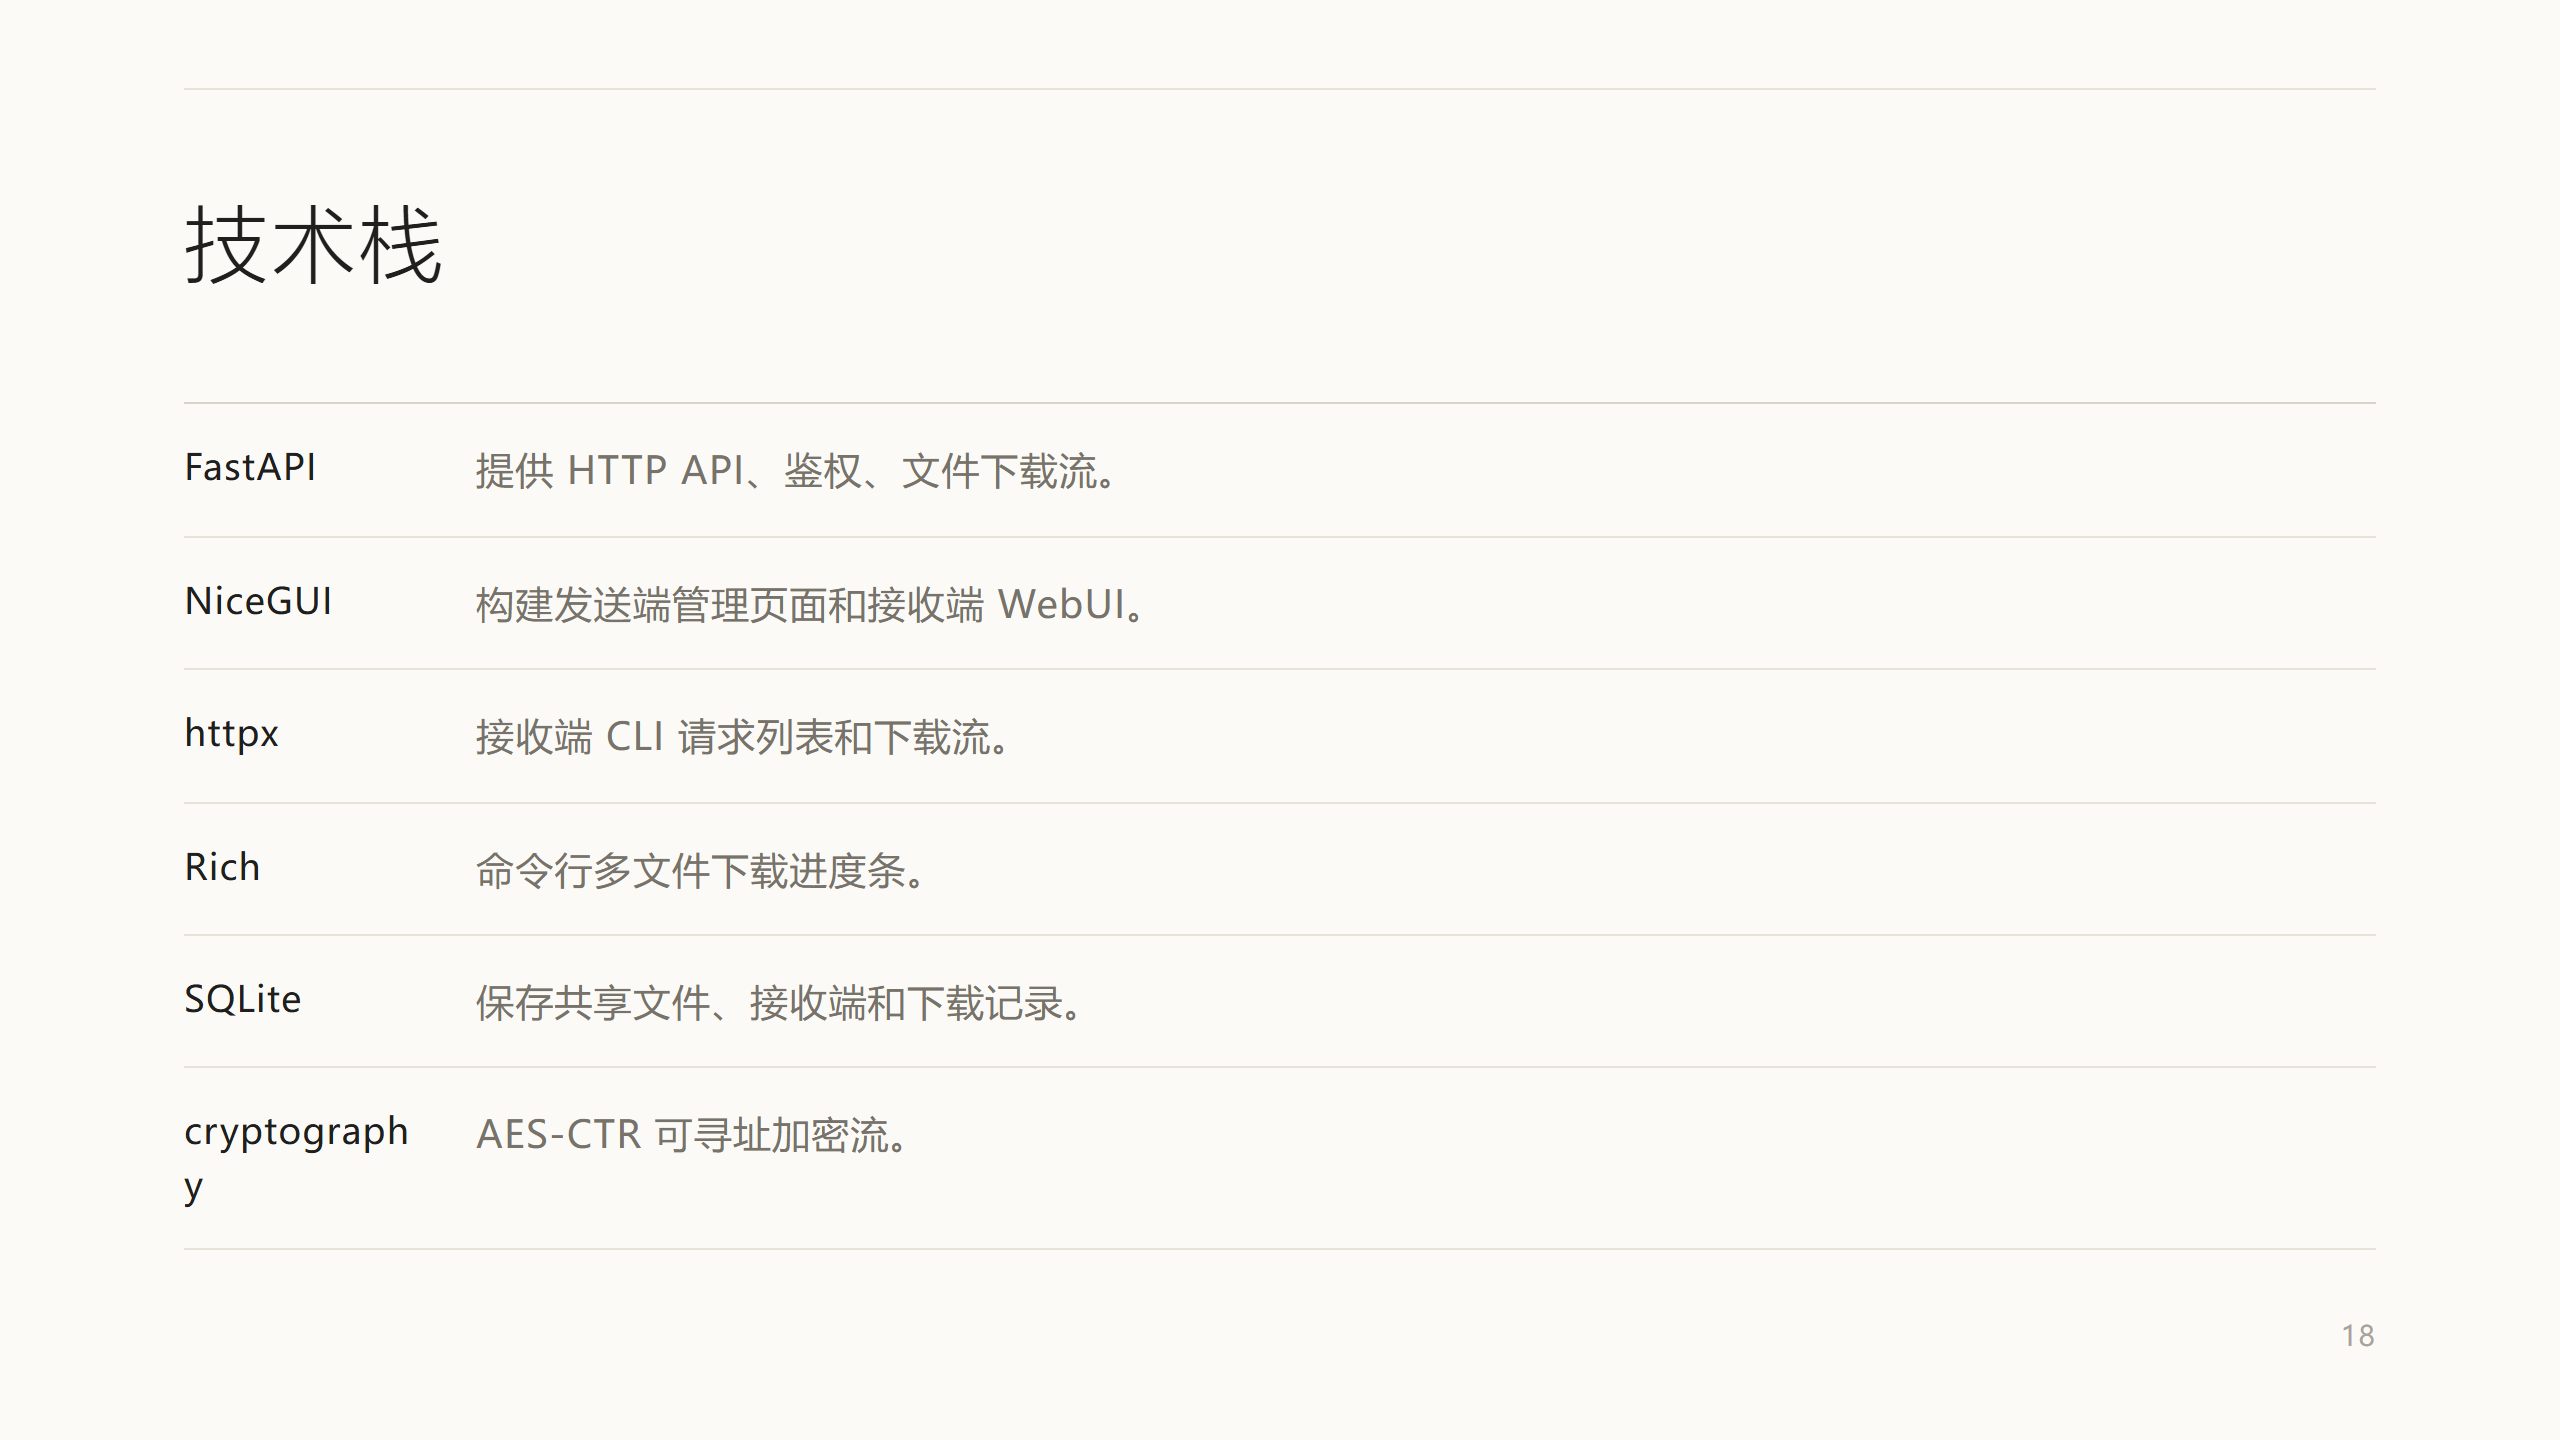 技术栈
FastAPI 提供 HTTP API、鉴权、文件下载流。
NiceGUI 构建发送端管理页面和接收端 WebUI。
httpx 接收端 CLI 请求列表和下载流。
Rich 命令行多文件下载进度条。
SQLite 保存共享文件、接收端和下载记录。
cryptograph AES-CTR 可寻址加密流。
y
18